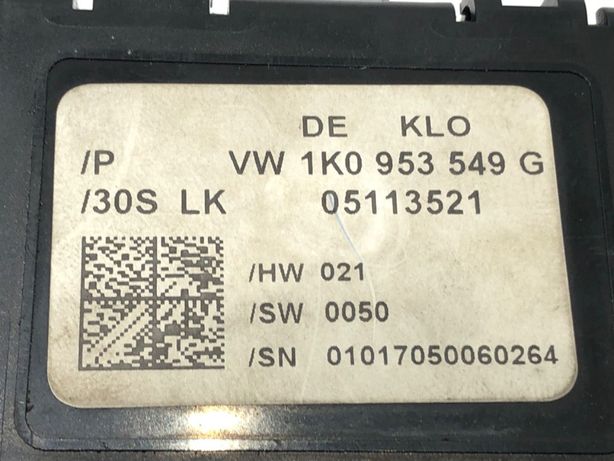 DE KLO
/P VW 1K0 953 549 G
/30S LK 05113521
/HW 021
/SW 0050
/SN 01017050060264